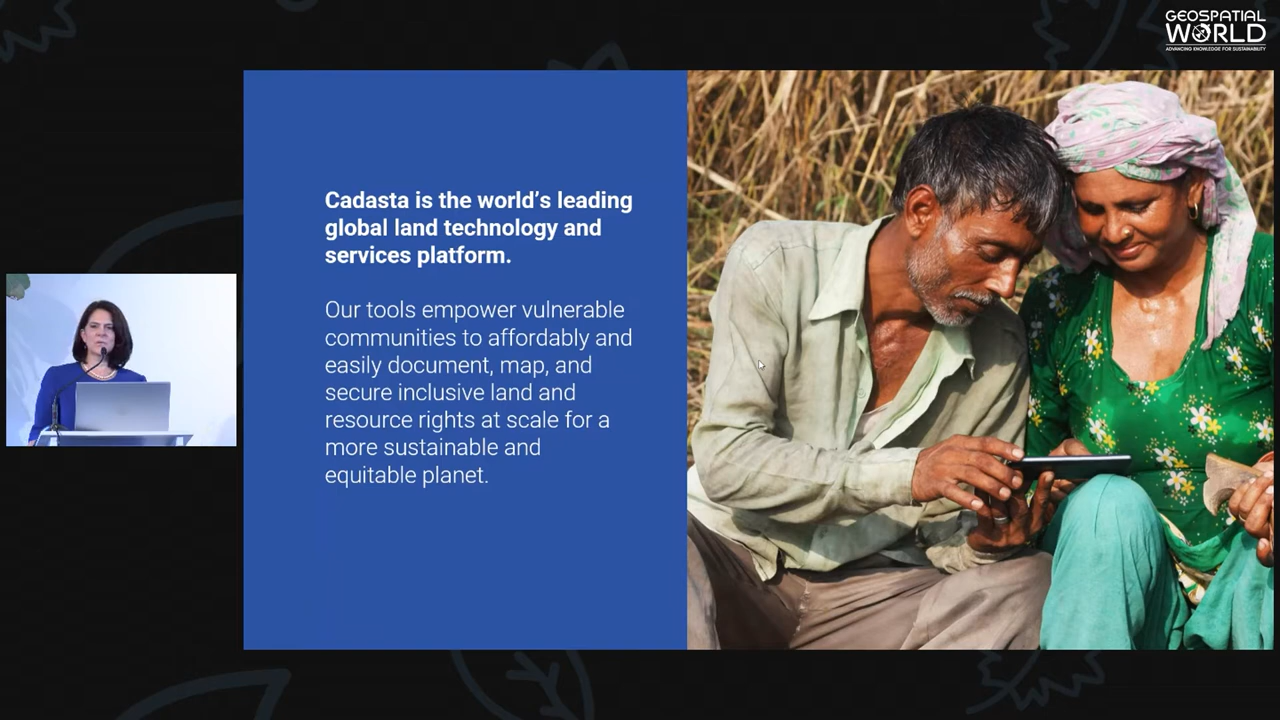 GEOSPATIAL
WORLD
ADVANCING KNOWLEDGE FOR SUSTAINABILITY
Cadasta is the world’s leading
global land technology and
services platform.
Our tools empower vulnerable
communities to affordably and
easily document, map, and
secure inclusive land and
resource rights at scale for a
more sustainable and
equitable planet.